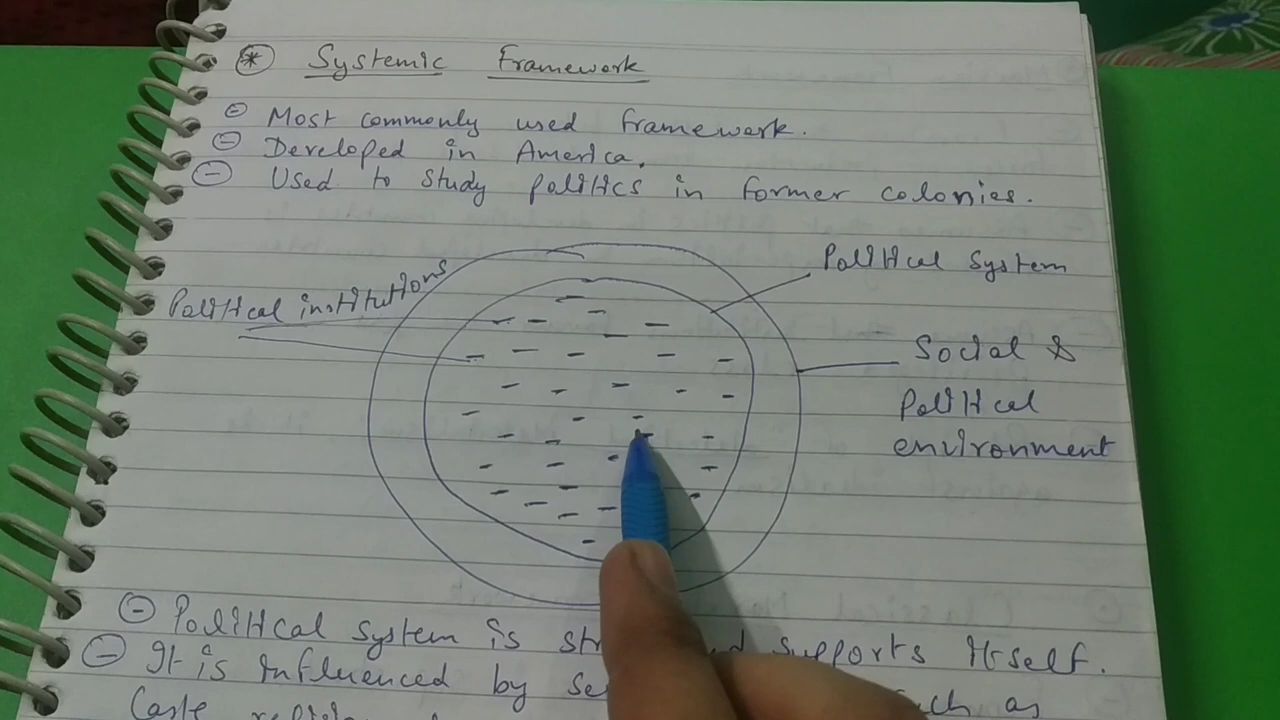 Systemic Framework
Most commonly used framework.
Developed in America.
Used to study politics in former colonies.
Political institutions
Political System
Social &
Political
environment
Political system is and supports itself.
It is influenced by as
Caste